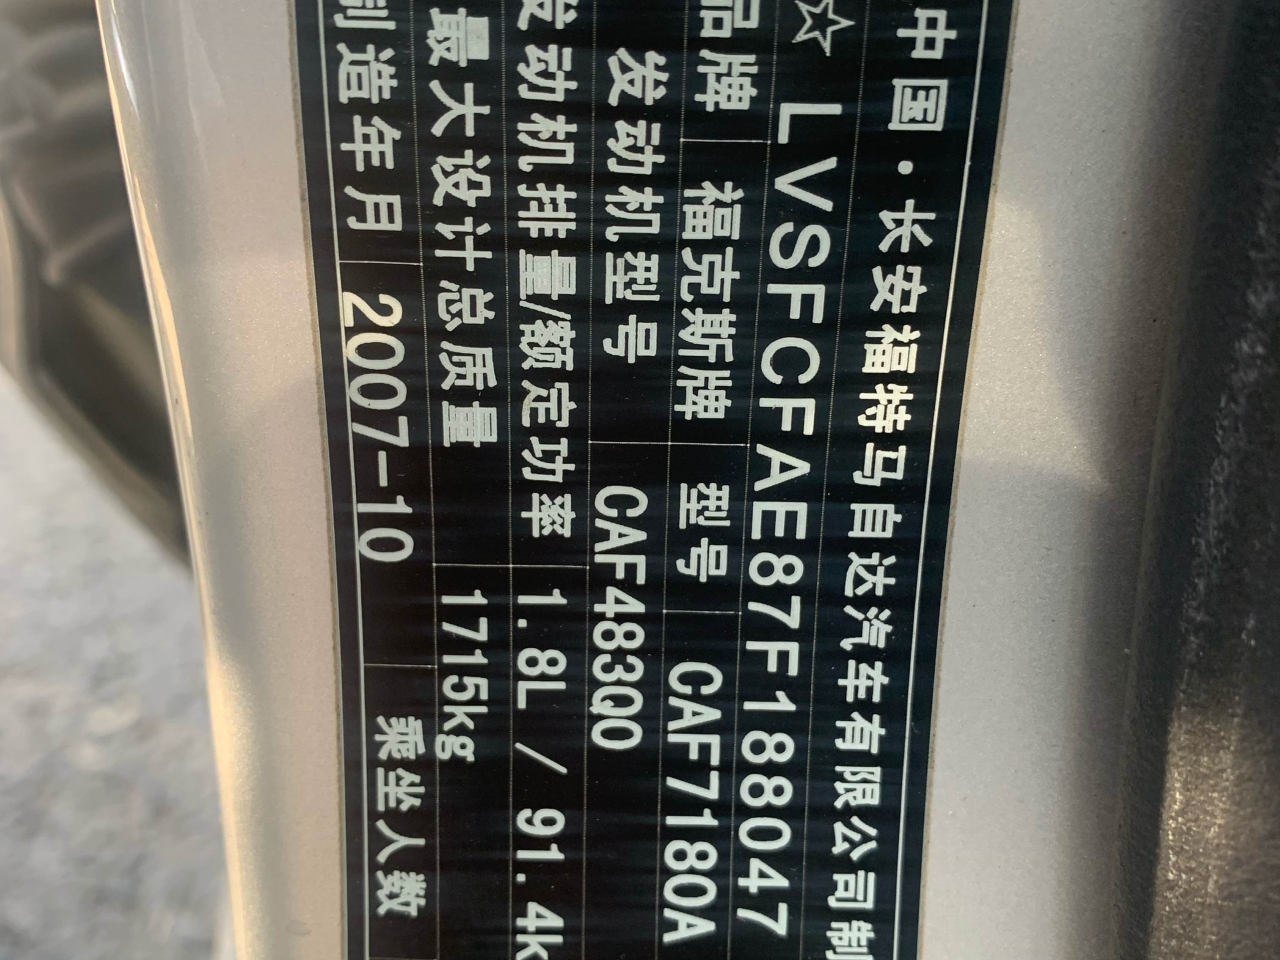 中国·长安福特马自达汽车有限公司制
☆LVSFCFAE87F188047
品牌 福克斯牌 型号 CAF7180A
发动机型号 CAF483Q0
发动机排量/额定功率 1.8L / 91.4k
最大设计总质量 1715kg
制造年月 2007-10 乘坐人数